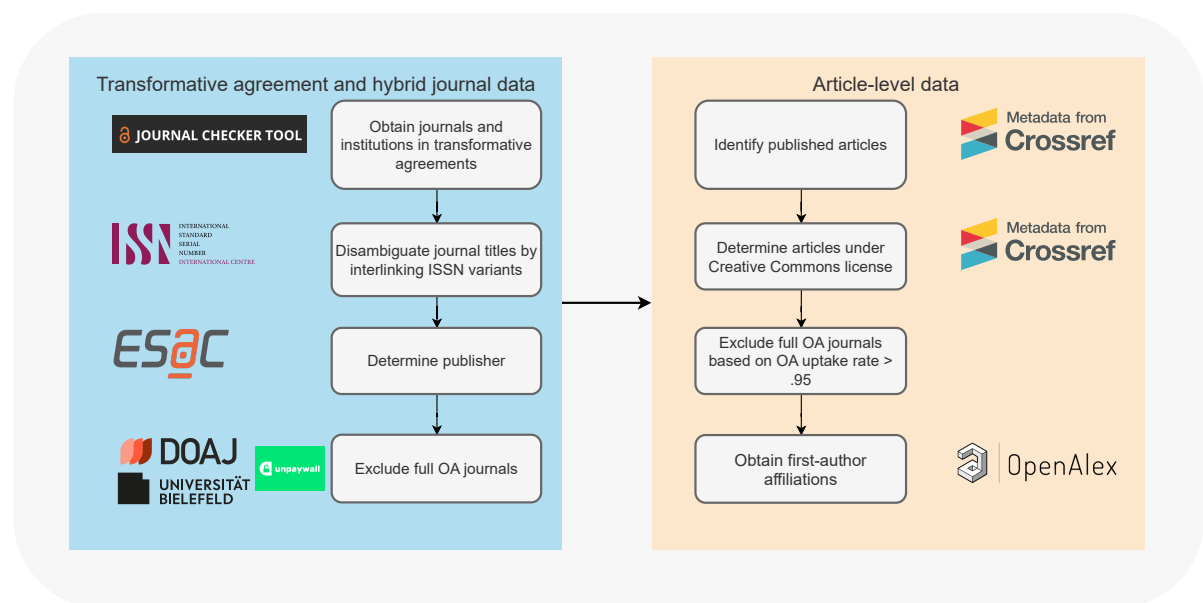 Transformative agreement and hybrid journal data
JOURNAL CHECKER TOOL
Obtain journals and
institutions in transformative
agreements
ISSN
INTERNATIONAL
STANDARD
SERIAL
NUMBER
INTERNATIONAL CENTRE
Disambiguate journal titles by
interlinking ISSN variants
ESAC
Determine publisher
DOAJ
UNIVERSITÄT
BIELEFELD
unpaywall
Exclude full OA journals
Article-level data
Identify published articles
Metadata from
Crossref
Determine articles under
Creative Commons license
Metadata from
Crossref
Exclude full OA journals
based on OA uptake rate >
.95
Obtain first-author
affiliations
OpenAlex